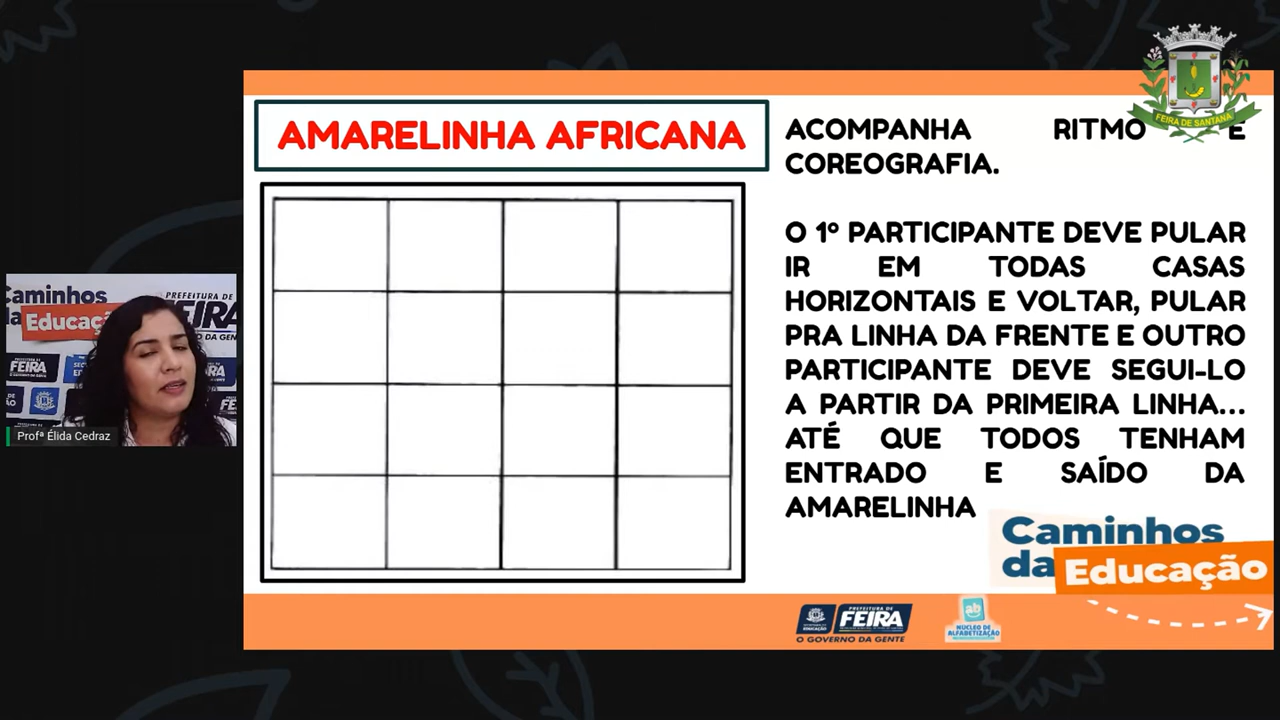 FEIRA DE SANTANA
AMARELINHA AFRICANA
ACOMPANHA RITMO E
COREOGRAFIA.
O 1º PARTICIPANTE DEVE PULAR
IR EM TODAS CASAS
HORIZONTAIS E VOLTAR, PULAR
PRA LINHA DA FRENTE E OUTRO
PARTICIPANTE DEVE SEGUI-LO
A PARTIR DA PRIMEIRA LINHA...
ATÉ QUE TODOS TENHAM
ENTRADO E SAÍDO DA
AMARELINHA
Caminhos
PREFEITURA DE
Educaç
FEIRA
Profª Élida Cedraz
Caminhos
da Educação
EDUCAÇÃO
PREFEITURA DE
FEIRA
O GOVERNO DA GENTE
ab
NÚCLEO DE
ALFABETIZAÇÃO